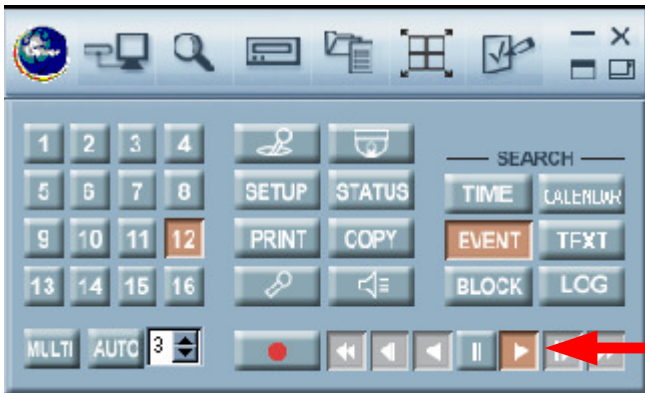 1 2 3 4
SEARCH
5 6 7 8 SETUP STATUS TIME CALENDAR
9 10 11 12 PRINT COPY EVENT TEXT
13 14 15 16 BLOCK LOG
MULTI AUTO 3